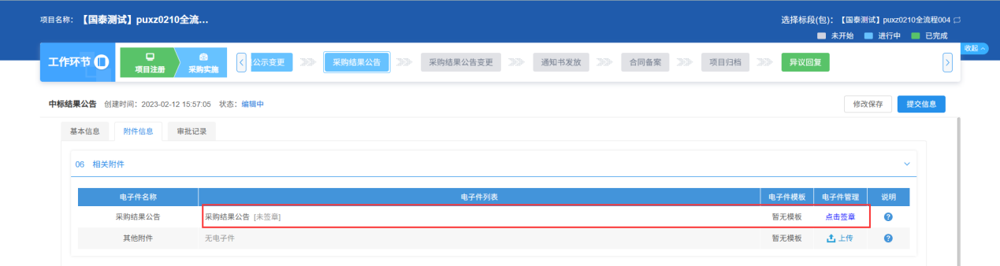 项目名称：【国泰测试】puxz0210全流…
选择标段(包)：【国泰测试】puxz0210全流程004
未开始 进行中 已完成
收起
工作环节 项目注册 采购实施 公示变更 采购结果公告 采购结果公告变更 通知书发放 合同备案 项目归档 异议回复
中标结果公告 创建时间：2023-02-12 15:57:05 状态：编辑中 修改保存 提交信息
基本信息 附件信息 审批记录
06 相关附件
电子件名称 电子件列表 电子件模板 电子件管理 说明
采购结果公告 采购结果公告 [未签章] 暂无模板 点击签章
其他附件 无电子件 暂无模板 上传